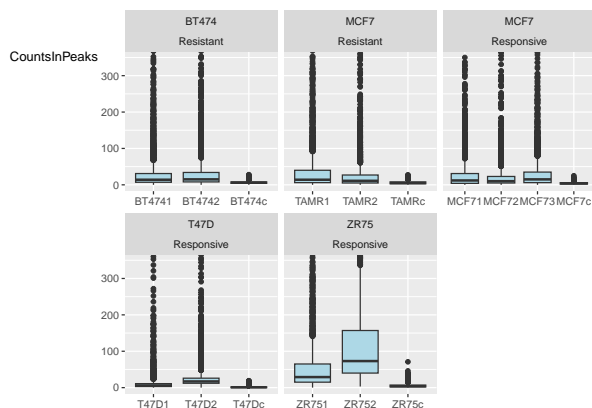 BT474
MCF7
MCF7
Resistant
Resistant
Responsive
CountsInPeaks
300
200
100
0
BT4741 BT4742 BT474c
TAMR1 TAMR2 TAMRc
MCF71 MCF72 MCF73 MCF7c
T47D
ZR75
Responsive
Responsive
300
200
100
0
T47D1 T47D2 T47Dc
ZR751 ZR752 ZR75c